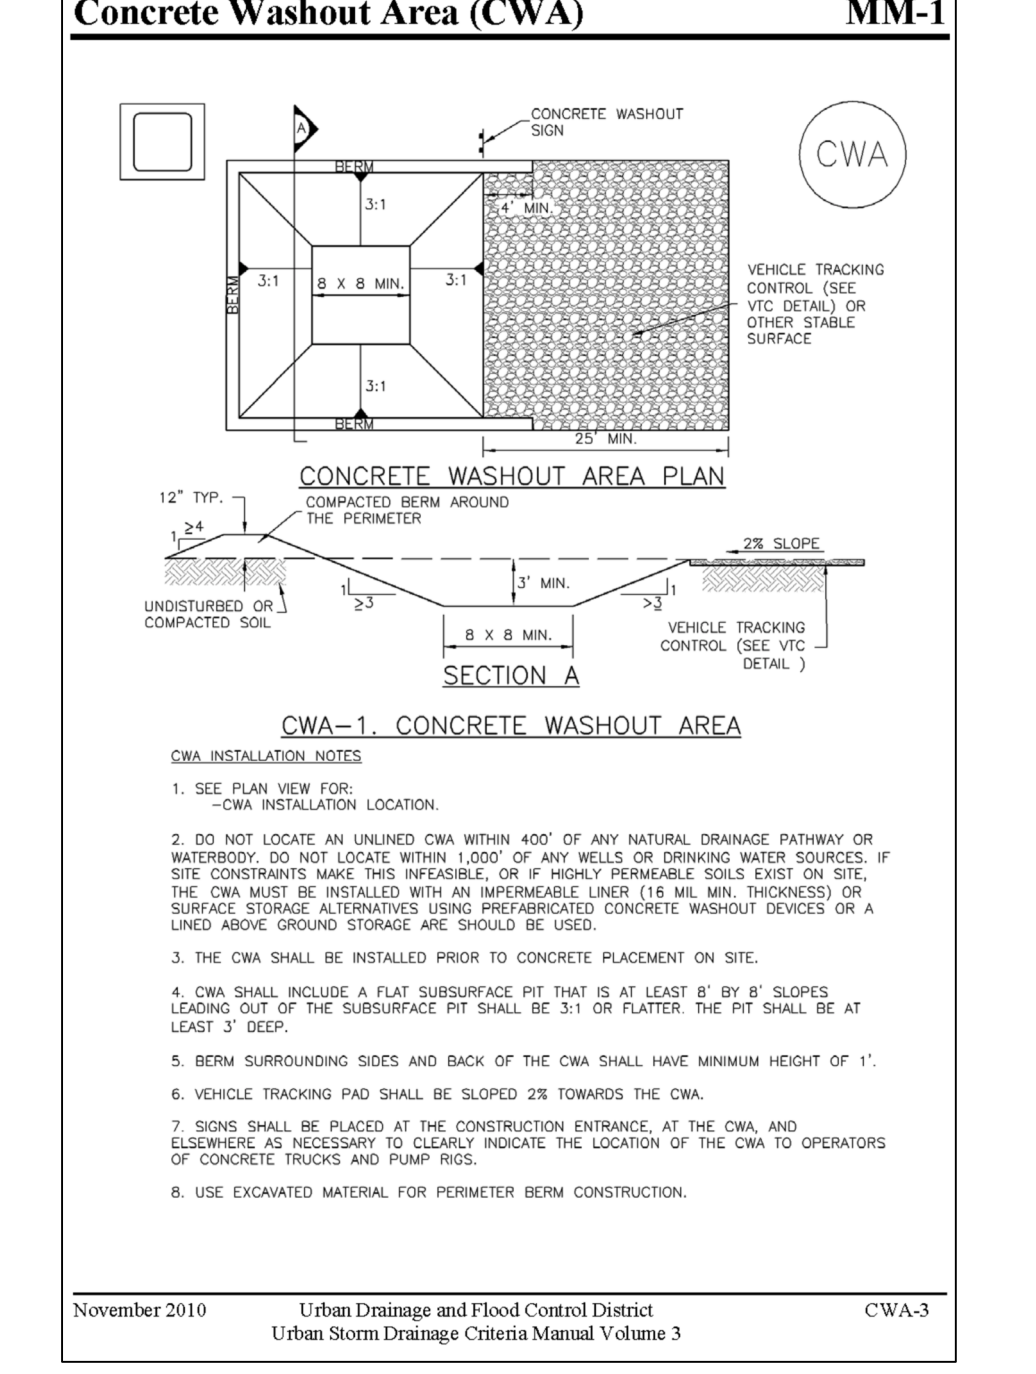 Concrete Washout Area (CWA) MM-1
CONCRETE WASHOUT
SIGN
A
CWA
BERM
3:1
4' MIN.
BERM
3:1
8 X 8 MIN.
3:1
VEHICLE TRACKING
CONTROL (SEE
VTC DETAIL) OR
OTHER STABLE
SURFACE
3:1
BERM
25' MIN.
CONCRETE WASHOUT AREA PLAN
12" TYP.
COMPACTED BERM AROUND
THE PERIMETER
1 ≥4
2% SLOPE
3' MIN.
1 ≥3
1 >3
UNDISTURBED OR
COMPACTED SOIL
8 X 8 MIN.
VEHICLE TRACKING
CONTROL (SEE VTC
DETAIL )
SECTION A
CWA-1. CONCRETE WASHOUT AREA
CWA INSTALLATION NOTES
1. SEE PLAN VIEW FOR:
-CWA INSTALLATION LOCATION.
2. DO NOT LOCATE AN UNLINED CWA WITHIN 400' OF ANY NATURAL DRAINAGE PATHWAY OR
WATERBODY. DO NOT LOCATE WITHIN 1,000' OF ANY WELLS OR DRINKING WATER SOURCES. IF
SITE CONSTRAINTS MAKE THIS INFEASIBLE, OR IF HIGHLY PERMEABLE SOILS EXIST ON SITE,
THE CWA MUST BE INSTALLED WITH AN IMPERMEABLE LINER (16 MIL MIN. THICKNESS) OR
SURFACE STORAGE ALTERNATIVES USING PREFABRICATED CONCRETE WASHOUT DEVICES OR A
LINED ABOVE GROUND STORAGE ARE SHOULD BE USED.
3. THE CWA SHALL BE INSTALLED PRIOR TO CONCRETE PLACEMENT ON SITE.
4. CWA SHALL INCLUDE A FLAT SUBSURFACE PIT THAT IS AT LEAST 8' BY 8' SLOPES
LEADING OUT OF THE SUBSURFACE PIT SHALL BE 3:1 OR FLATTER. THE PIT SHALL BE AT
LEAST 3' DEEP.
5. BERM SURROUNDING SIDES AND BACK OF THE CWA SHALL HAVE MINIMUM HEIGHT OF 1'.
6. VEHICLE TRACKING PAD SHALL BE SLOPED 2% TOWARDS THE CWA.
7. SIGNS SHALL BE PLACED AT THE CONSTRUCTION ENTRANCE, AT THE CWA, AND
ELSEWHERE AS NECESSARY TO CLEARLY INDICATE THE LOCATION OF THE CWA TO OPERATORS
OF CONCRETE TRUCKS AND PUMP RIGS.
8. USE EXCAVATED MATERIAL FOR PERIMETER BERM CONSTRUCTION.
November 2010 Urban Drainage and Flood Control District CWA-3
Urban Storm Drainage Criteria Manual Volume 3